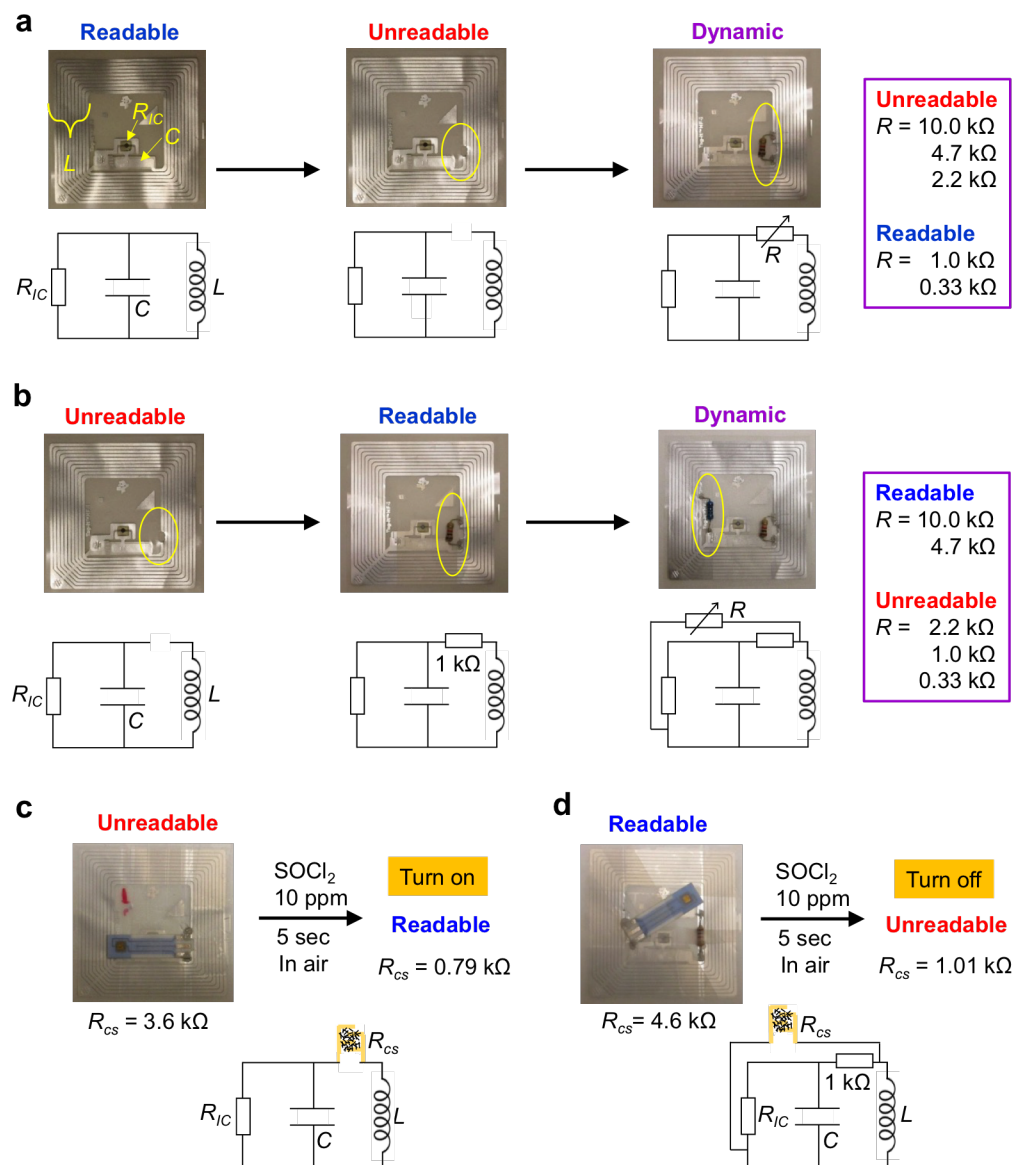 a
Readable
Unreadable
Dynamic
R_IC
C
L
Unreadable
R = 10.0 kΩ
4.7 kΩ
2.2 kΩ
Readable
R = 1.0 kΩ
0.33 kΩ
R_IC
C
L
R
b
Unreadable
Readable
Dynamic
Readable
R = 10.0 kΩ
4.7 kΩ
Unreadable
R = 2.2 kΩ
1.0 kΩ
0.33 kΩ
R_IC
C
L
1 kΩ
R
c
Unreadable
SOCl₂
10 ppm
5 sec
In air
Turn on
Readable
R_cs = 0.79 kΩ
R_cs = 3.6 kΩ
R_cs
R_IC
C
L
d
Readable
SOCl₂
10 ppm
5 sec
In air
Turn off
Unreadable
R_cs = 1.01 kΩ
R_cs= 4.6 kΩ
R_cs
1 kΩ
R_IC
C
L